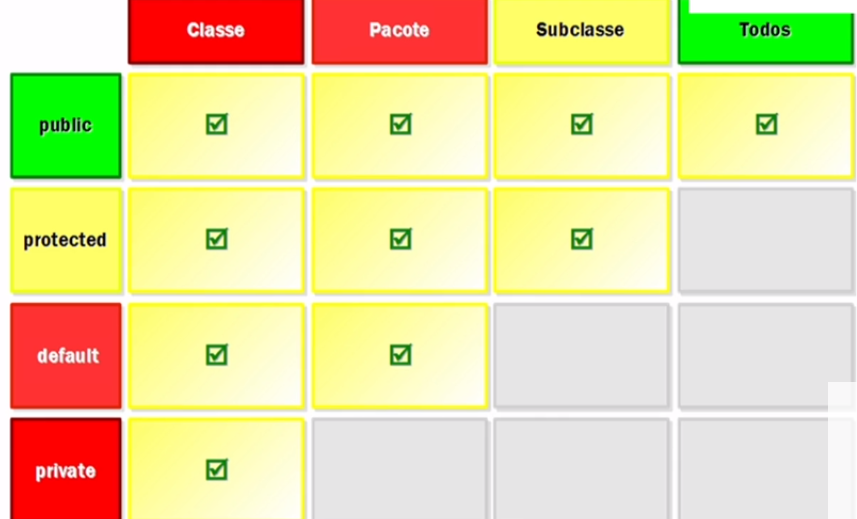 Classe Pacote Subclasse Todos
public ☑ ☑ ☑ ☑
protected ☑ ☑ ☑
default ☑ ☑
private ☑